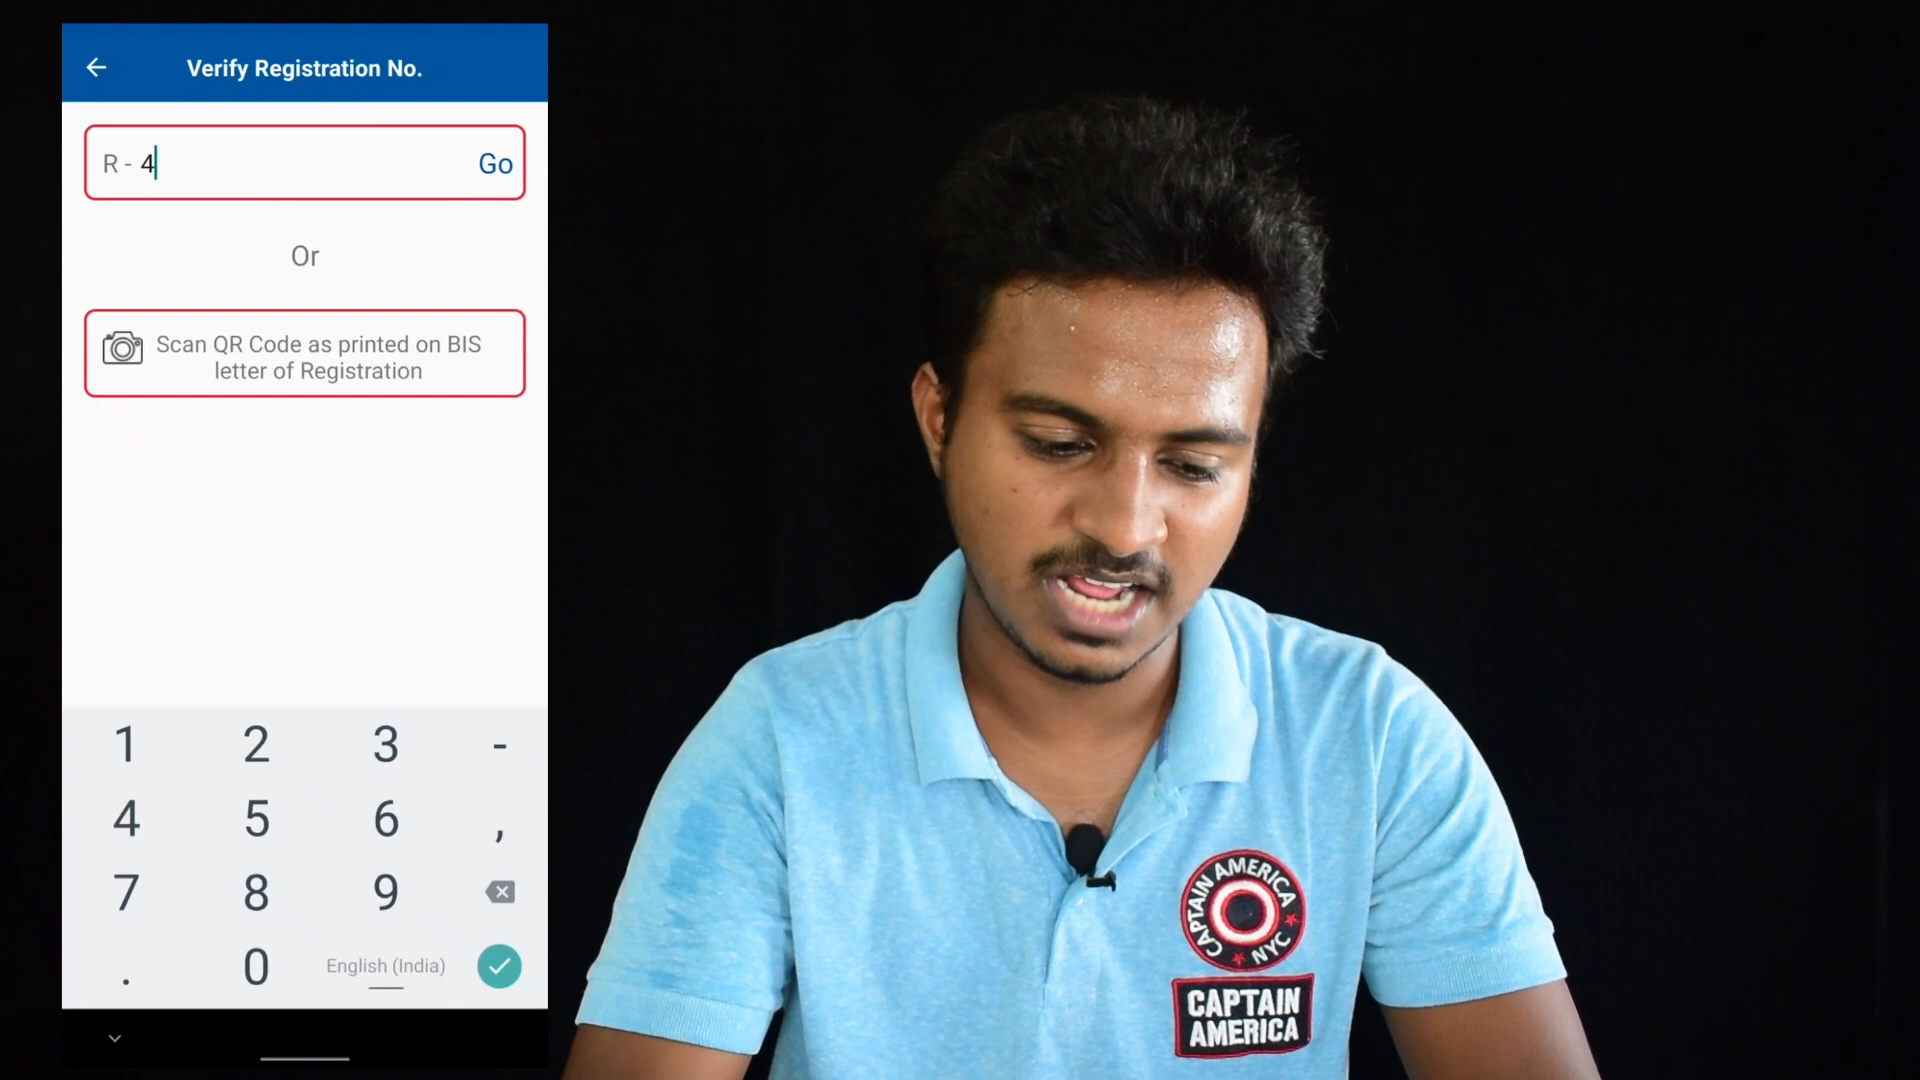 Verify Registration No.
R - 4
Go
Or
Scan QR Code as printed on BIS
letter of Registration
1 2 3 -
4 5 6 ,
7 8 9
. 0 English (India)
CAPTAIN AMERICA
NYC
CAPTAIN
AMERICA